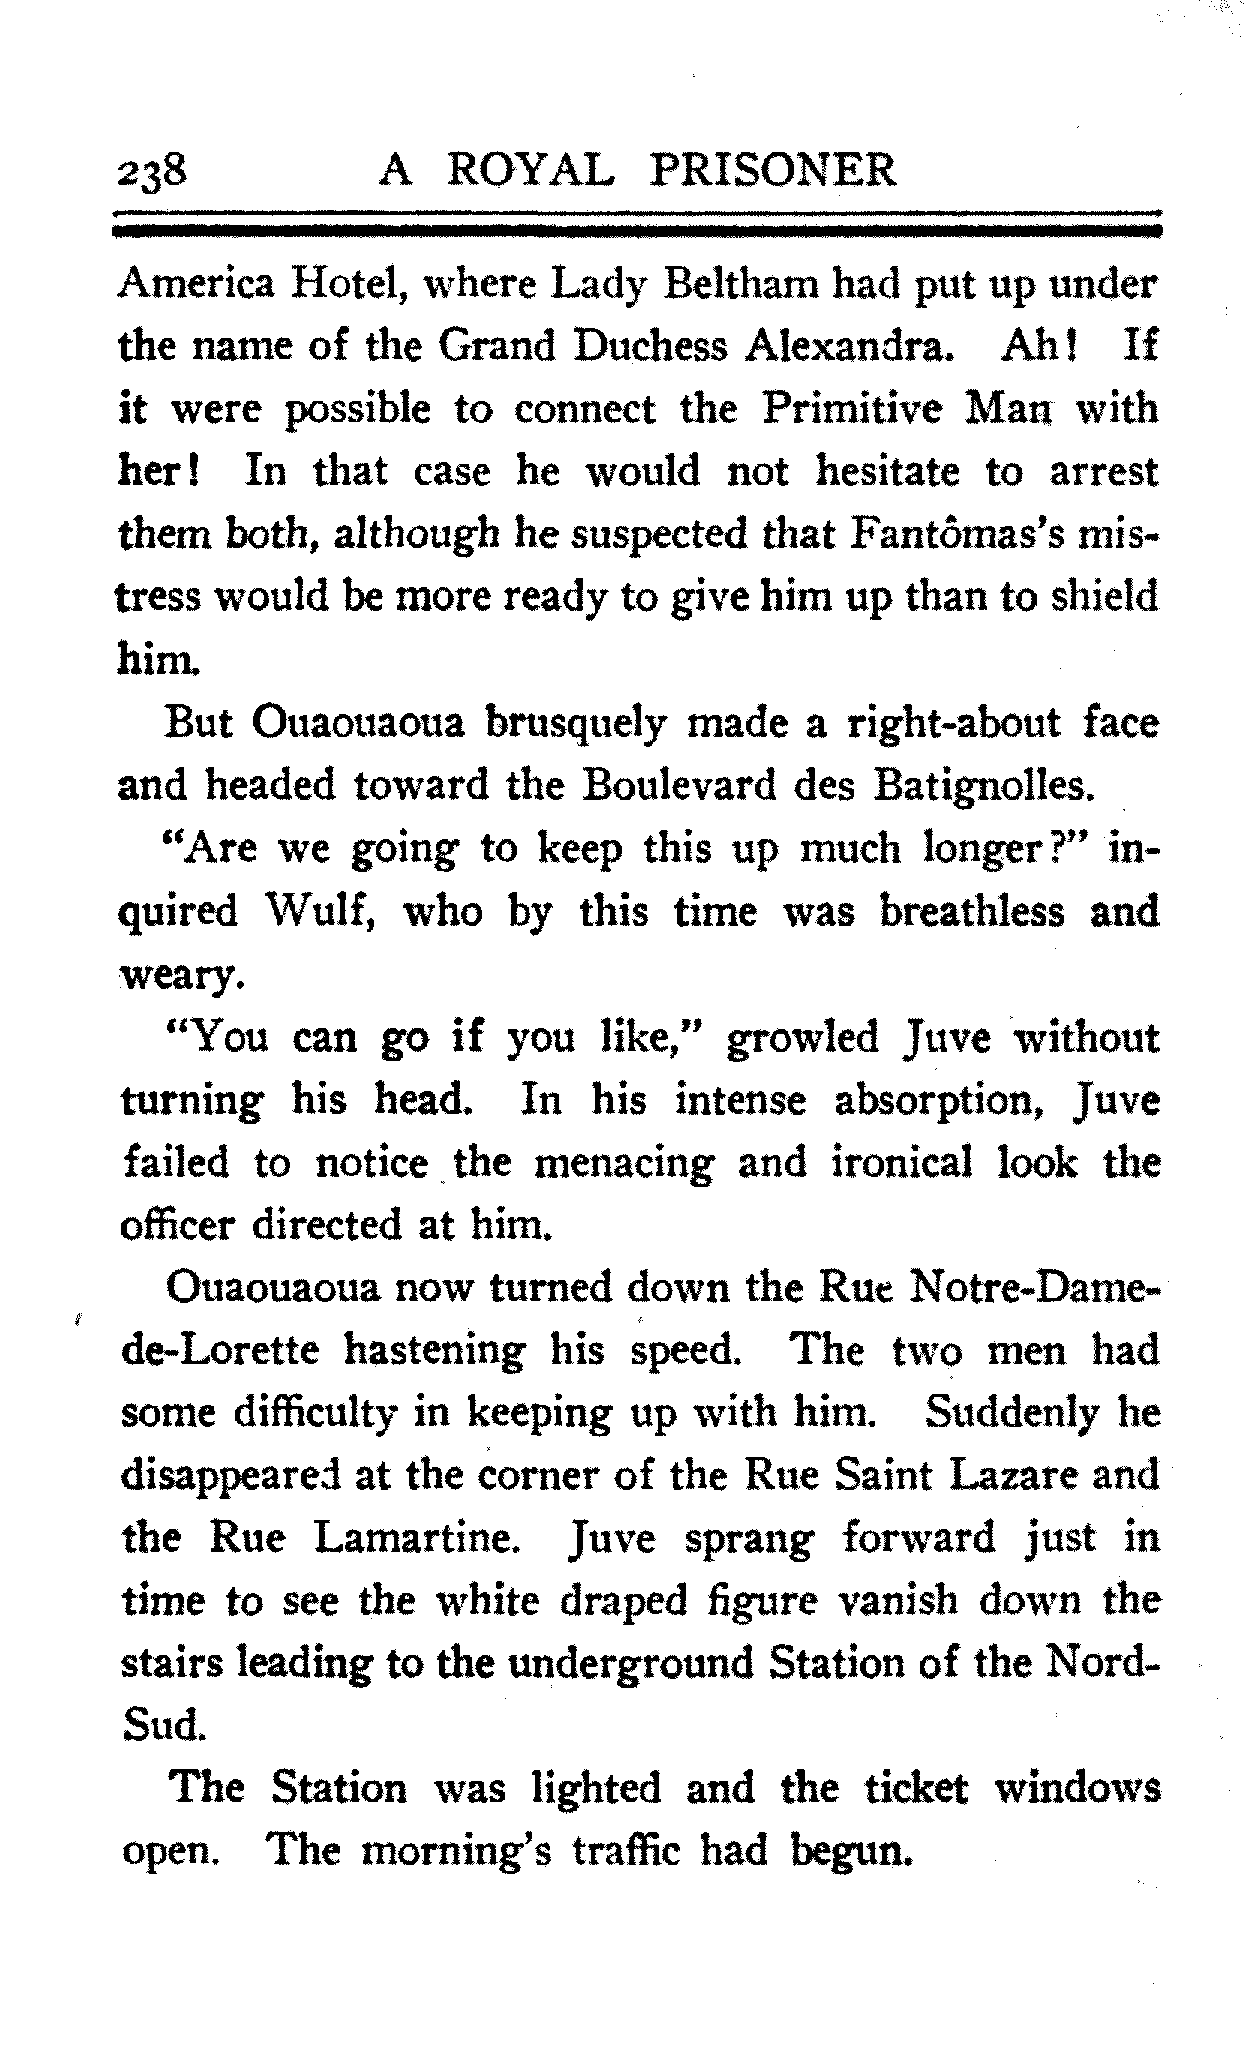 238 A ROYAL PRISONER
America Hotel, where Lady Beltham had put up under
the name of the Grand Duchess Alexandra. Ah! If
it were possible to connect the Primitive Man with
her! In that case he would not hesitate to arrest
them both, although he suspected that Fantômas's mis-
tress would be more ready to give him up than to shield
him.
But Ouaouaoua brusquely made a right-about face
and headed toward the Boulevard des Batignolles.
"Are we going to keep this up much longer?" in-
quired Wulf, who by this time was breathless and
weary.
"You can go if you like," growled Juve without
turning his head. In his intense absorption, Juve
failed to notice the menacing and ironical look the
officer directed at him.
Ouaouaoua now turned down the Rue Notre-Dame-
de-Lorette hastening his speed. The two men had
some difficulty in keeping up with him. Suddenly he
disappeared at the corner of the Rue Saint Lazare and
the Rue Lamartine. Juve sprang forward just in
time to see the white draped figure vanish down the
stairs leading to the underground Station of the Nord-
Sud.
The Station was lighted and the ticket windows
open. The morning's traffic had begun.